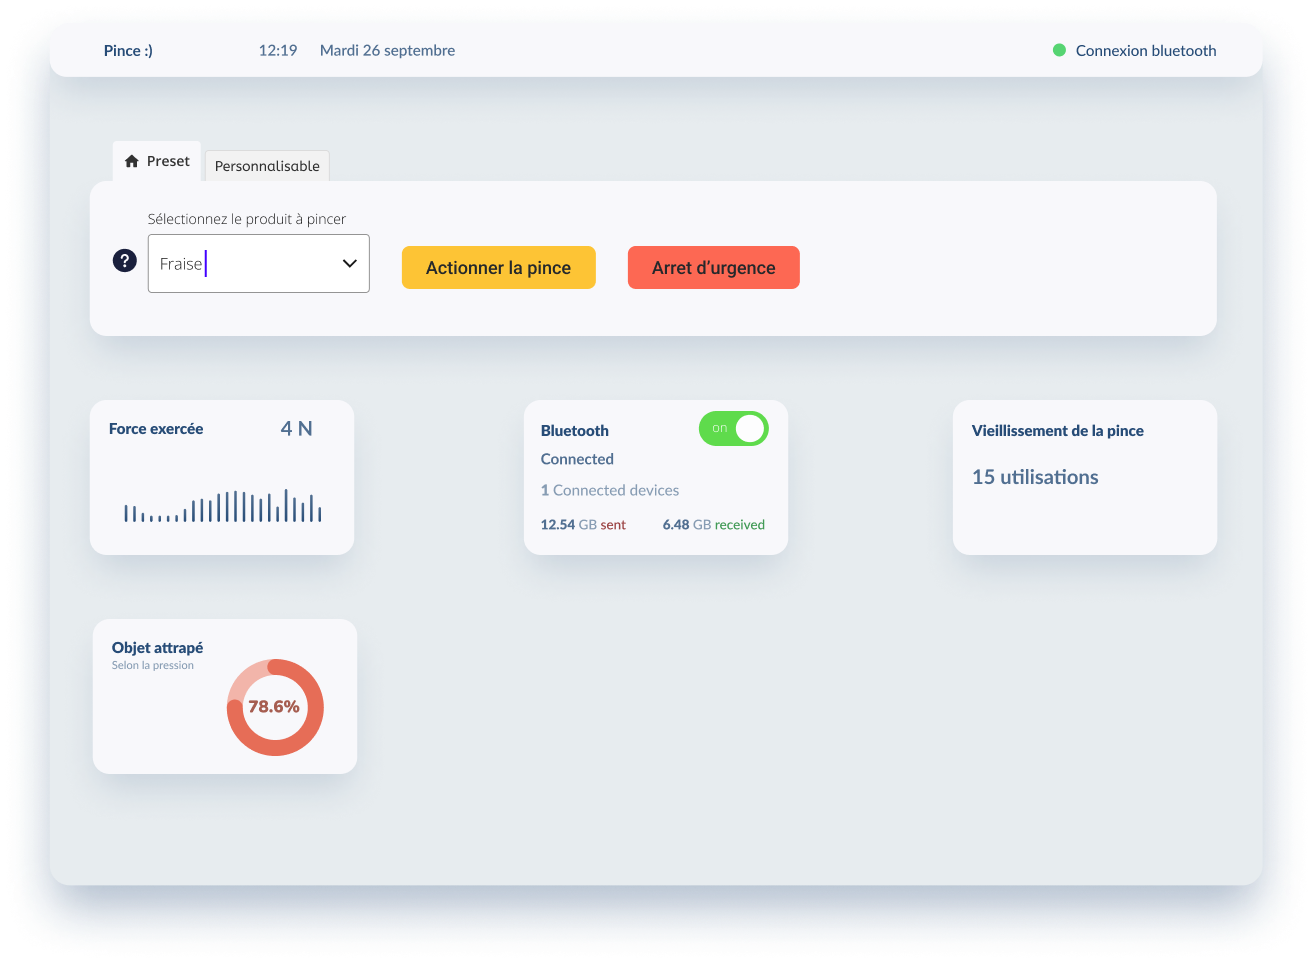 Pince :) 12:19 Mardi 26 septembre Connexion bluetooth
Preset Personnalisable
Sélectionnez le produit à pincer
? Fraise Actionner la pince Arret d’urgence
Force exercée 4 N
Bluetooth on
Connected
1 Connected devices
12.54 GB sent 6.48 GB received
Vieillissement de la pince
15 utilisations
Objet attrapé
Selon la pression
78.6%